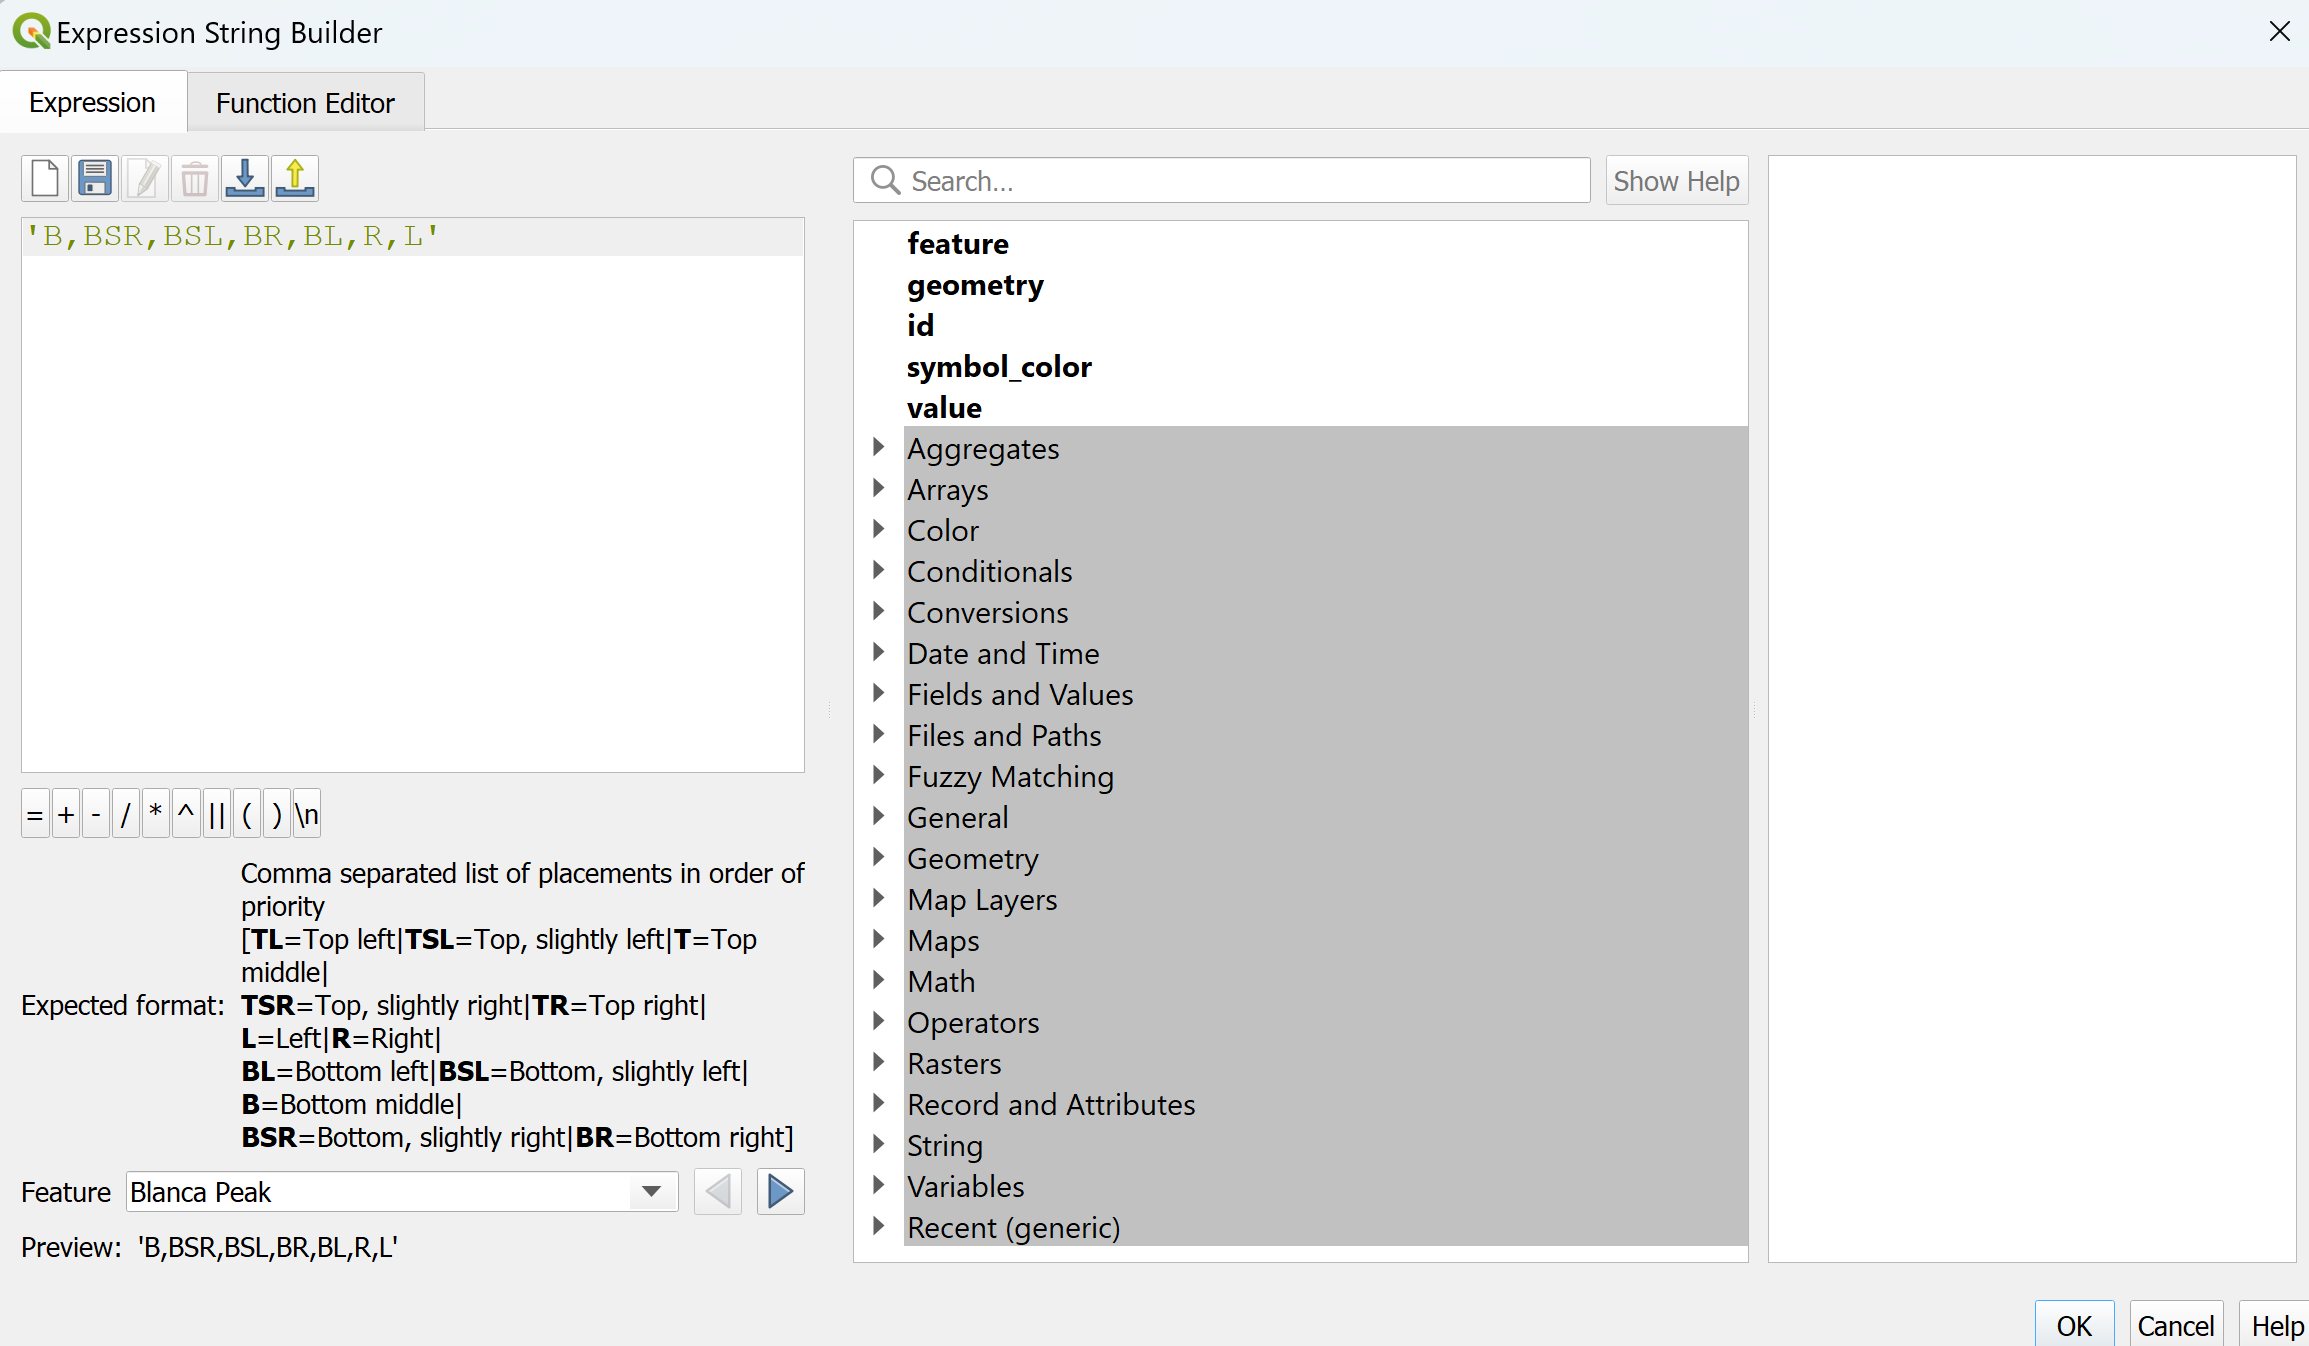 Expression String Builder
Expression
Function Editor
Search...
Show Help
'B,BSR,BSL,BR,BL,R,L'
= + - / * ^ || ( ) \n
Expected format:
Comma separated list of placements in order of
priority
[TL=Top left|TSL=Top, slightly left|T=Top
middle|
TSR=Top, slightly right|TR=Top right|
L=Left|R=Right|
BL=Bottom left|BSL=Bottom, slightly left|
B=Bottom middle|
BSR=Bottom, slightly right|BR=Bottom right]
Feature Blanca Peak
Preview: 'B,BSR,BSL,BR,BL,R,L'
feature
geometry
id
symbol_color
value
Aggregates
Arrays
Color
Conditionals
Conversions
Date and Time
Fields and Values
Files and Paths
Fuzzy Matching
General
Geometry
Map Layers
Maps
Math
Operators
Rasters
Record and Attributes
String
Variables
Recent (generic)
OK
Cancel
Help